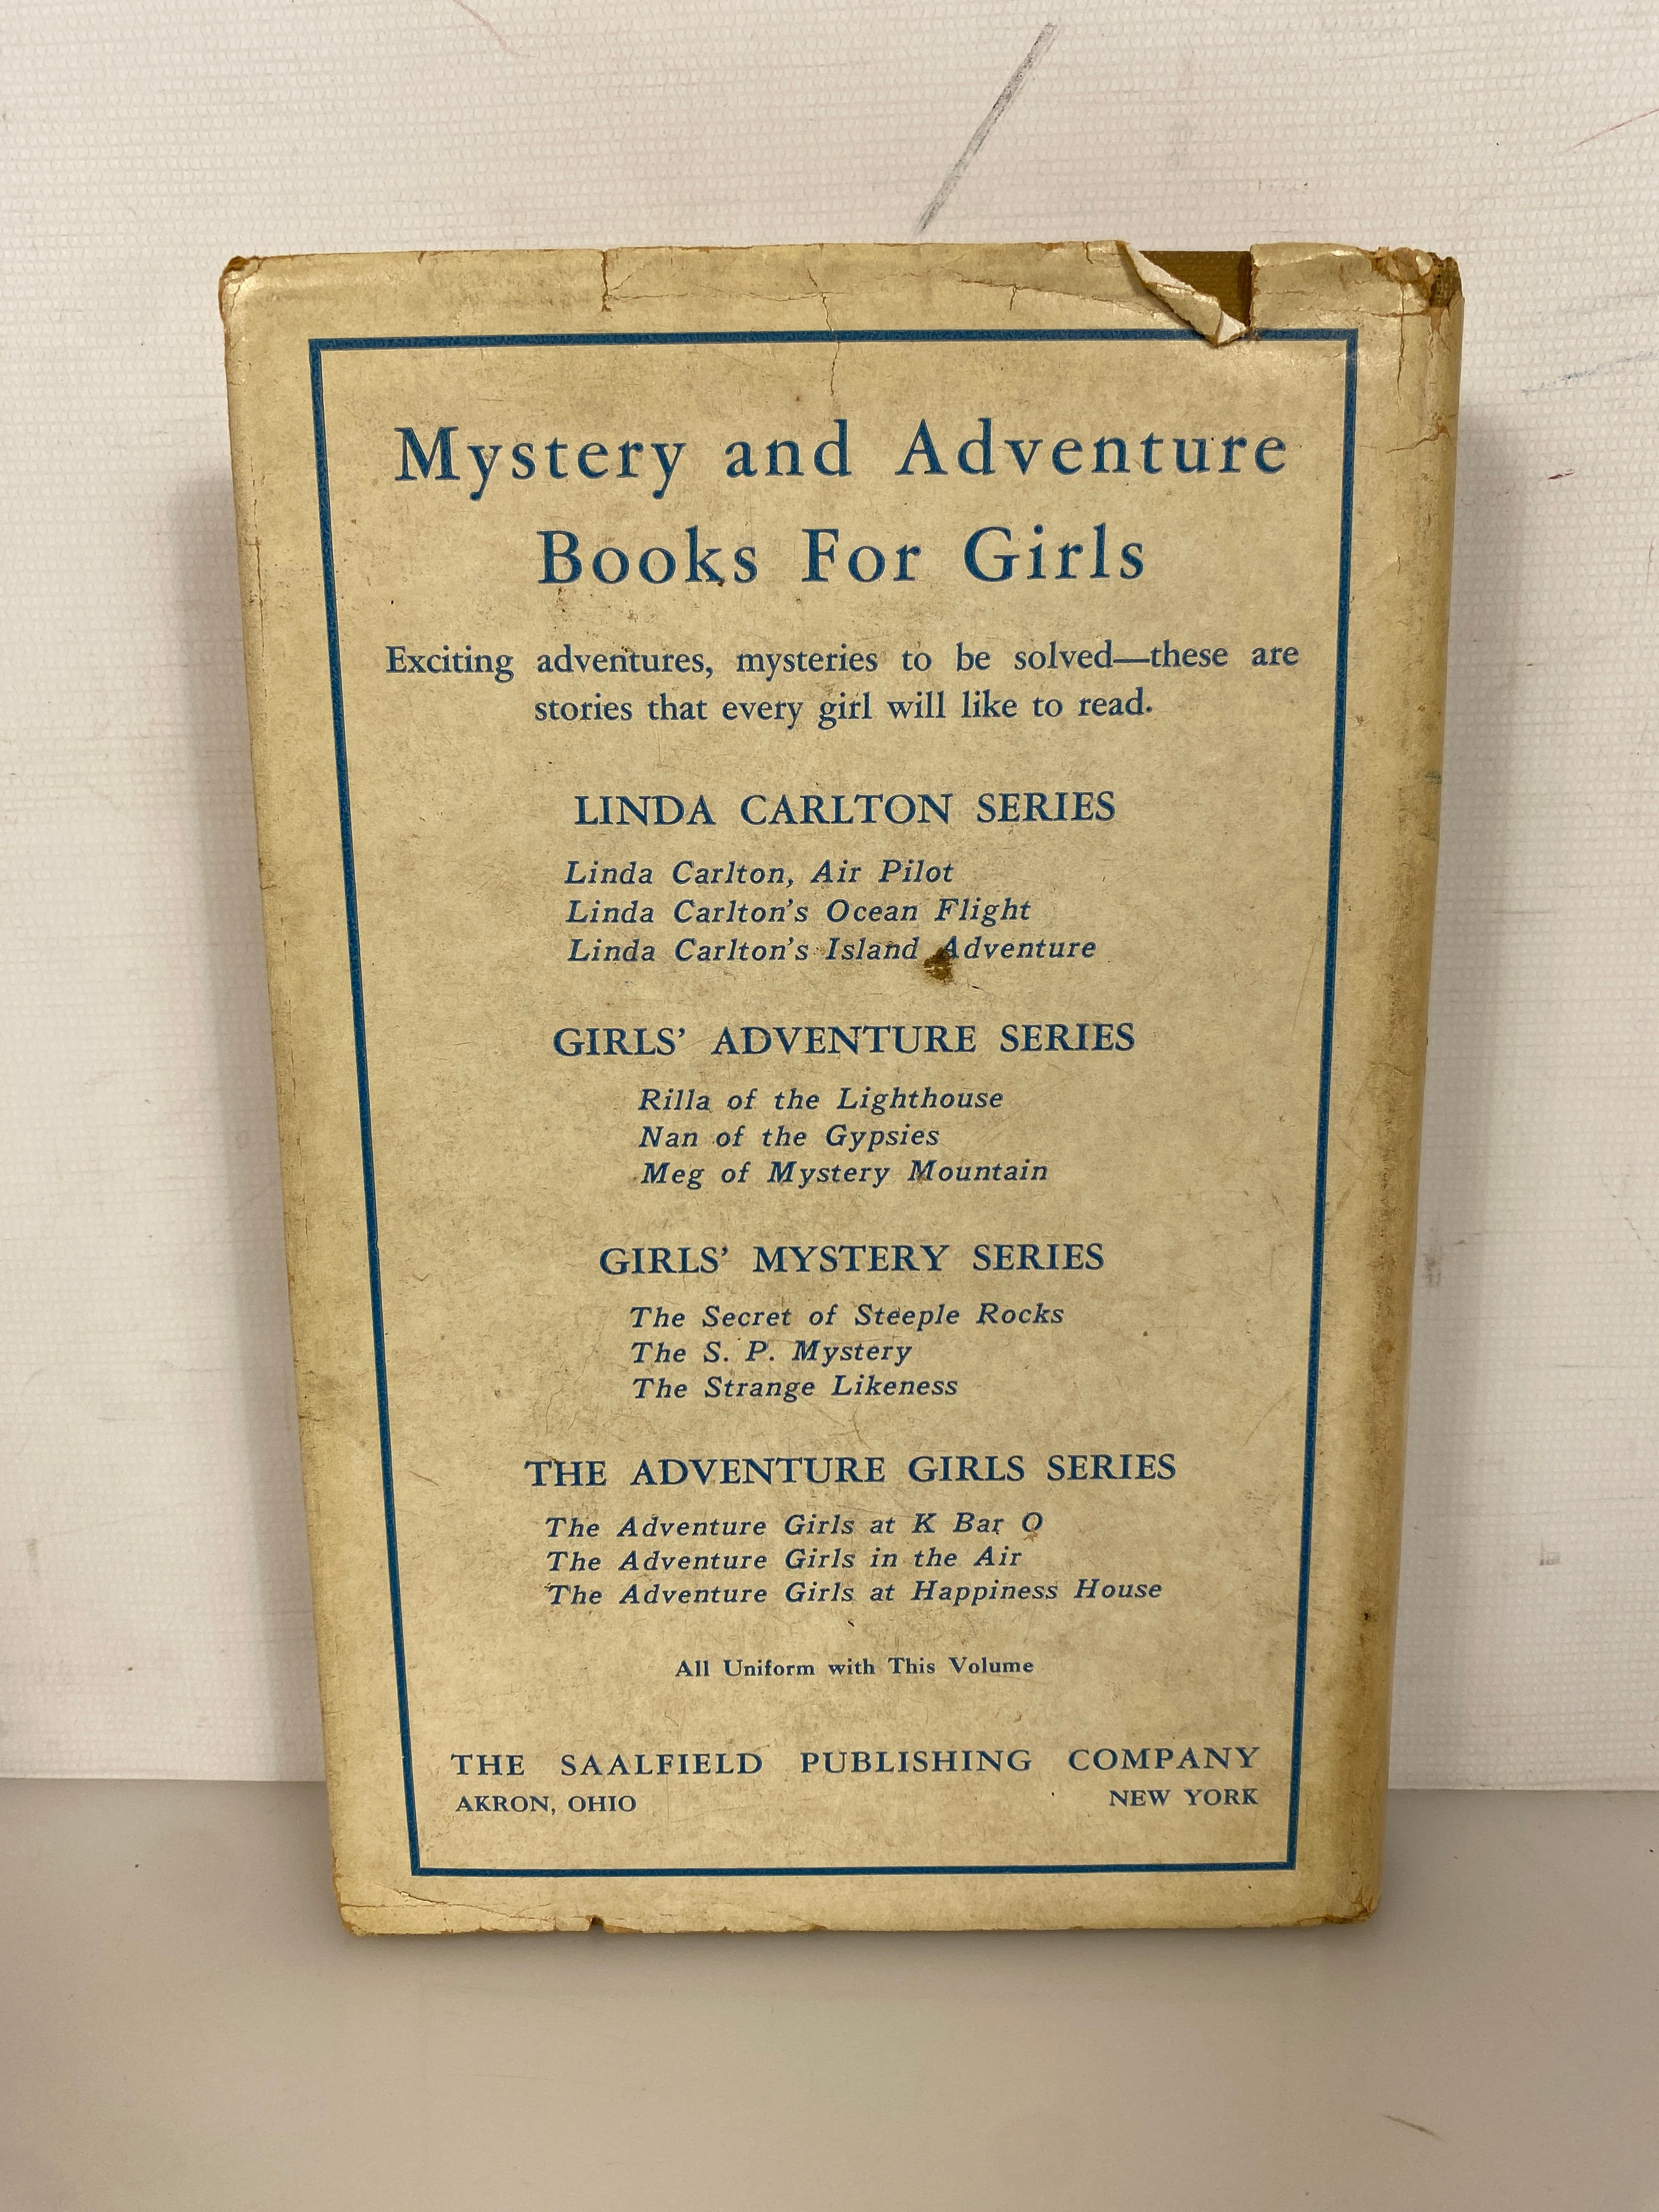 Mystery and Adventure
Books For Girls
Exciting adventures, mysteries to be solved—these are
stories that every girl will like to read.
LINDA CARLTON SERIES
Linda Carlton, Air Pilot
Linda Carlton's Ocean Flight
Linda Carlton's Island Adventure
GIRLS' ADVENTURE SERIES
Rilla of the Lighthouse
Nan of the Gypsies
Meg of Mystery Mountain
GIRLS' MYSTERY SERIES
The Secret of Steeple Rocks
The S. P. Mystery
The Strange Likeness
THE ADVENTURE GIRLS SERIES
The Adventure Girls at K Bar O
The Adventure Girls in the Air
The Adventure Girls at Happiness House
All Uniform with This Volume
THE SAALFIELD PUBLISHING COMPANY
AKRON, OHIO NEW YORK